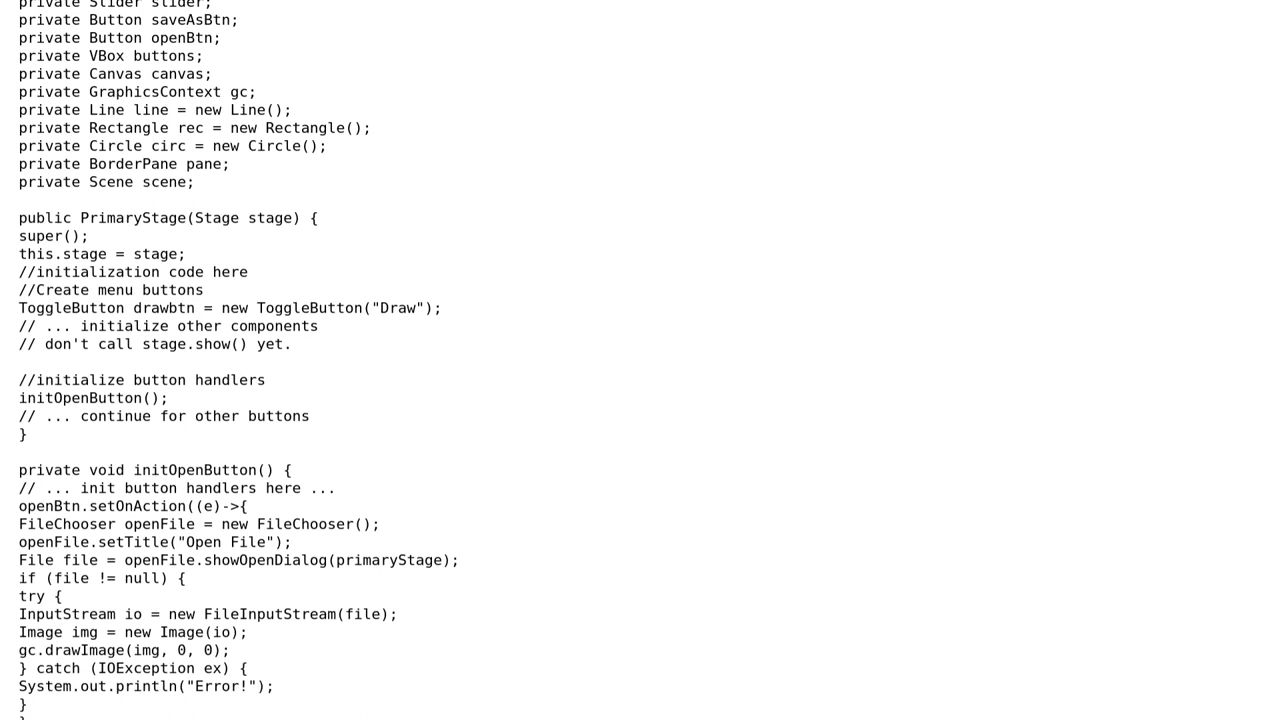 private Slider slider;
private Button saveAsBtn;
private Button openBtn;
private VBox buttons;
private Canvas canvas;
private GraphicsContext gc;
private Line line = new Line();
private Rectangle rec = new Rectangle();
private Circle circ = new Circle();
private BorderPane pane;
private Scene scene;

public PrimaryStage(Stage stage) {
super();
this.stage = stage;
//initialization code here
//Create menu buttons
ToggleButton drawbtn = new ToggleButton("Draw");
// ... initialize other components
// don't call stage.show() yet.

//initialize button handlers
initOpenButton();
// ... continue for other buttons
}

private void initOpenButton() {
// ... init button handlers here ...
openBtn.setOnAction((e)->{
FileChooser openFile = new FileChooser();
openFile.setTitle("Open File");
File file = openFile.showOpenDialog(primaryStage);
if (file != null) {
try {
InputStream io = new FileInputStream(file);
Image img = new Image(io);
gc.drawImage(img, 0, 0);
} catch (IOException ex) {
System.out.println("Error!");
}
}